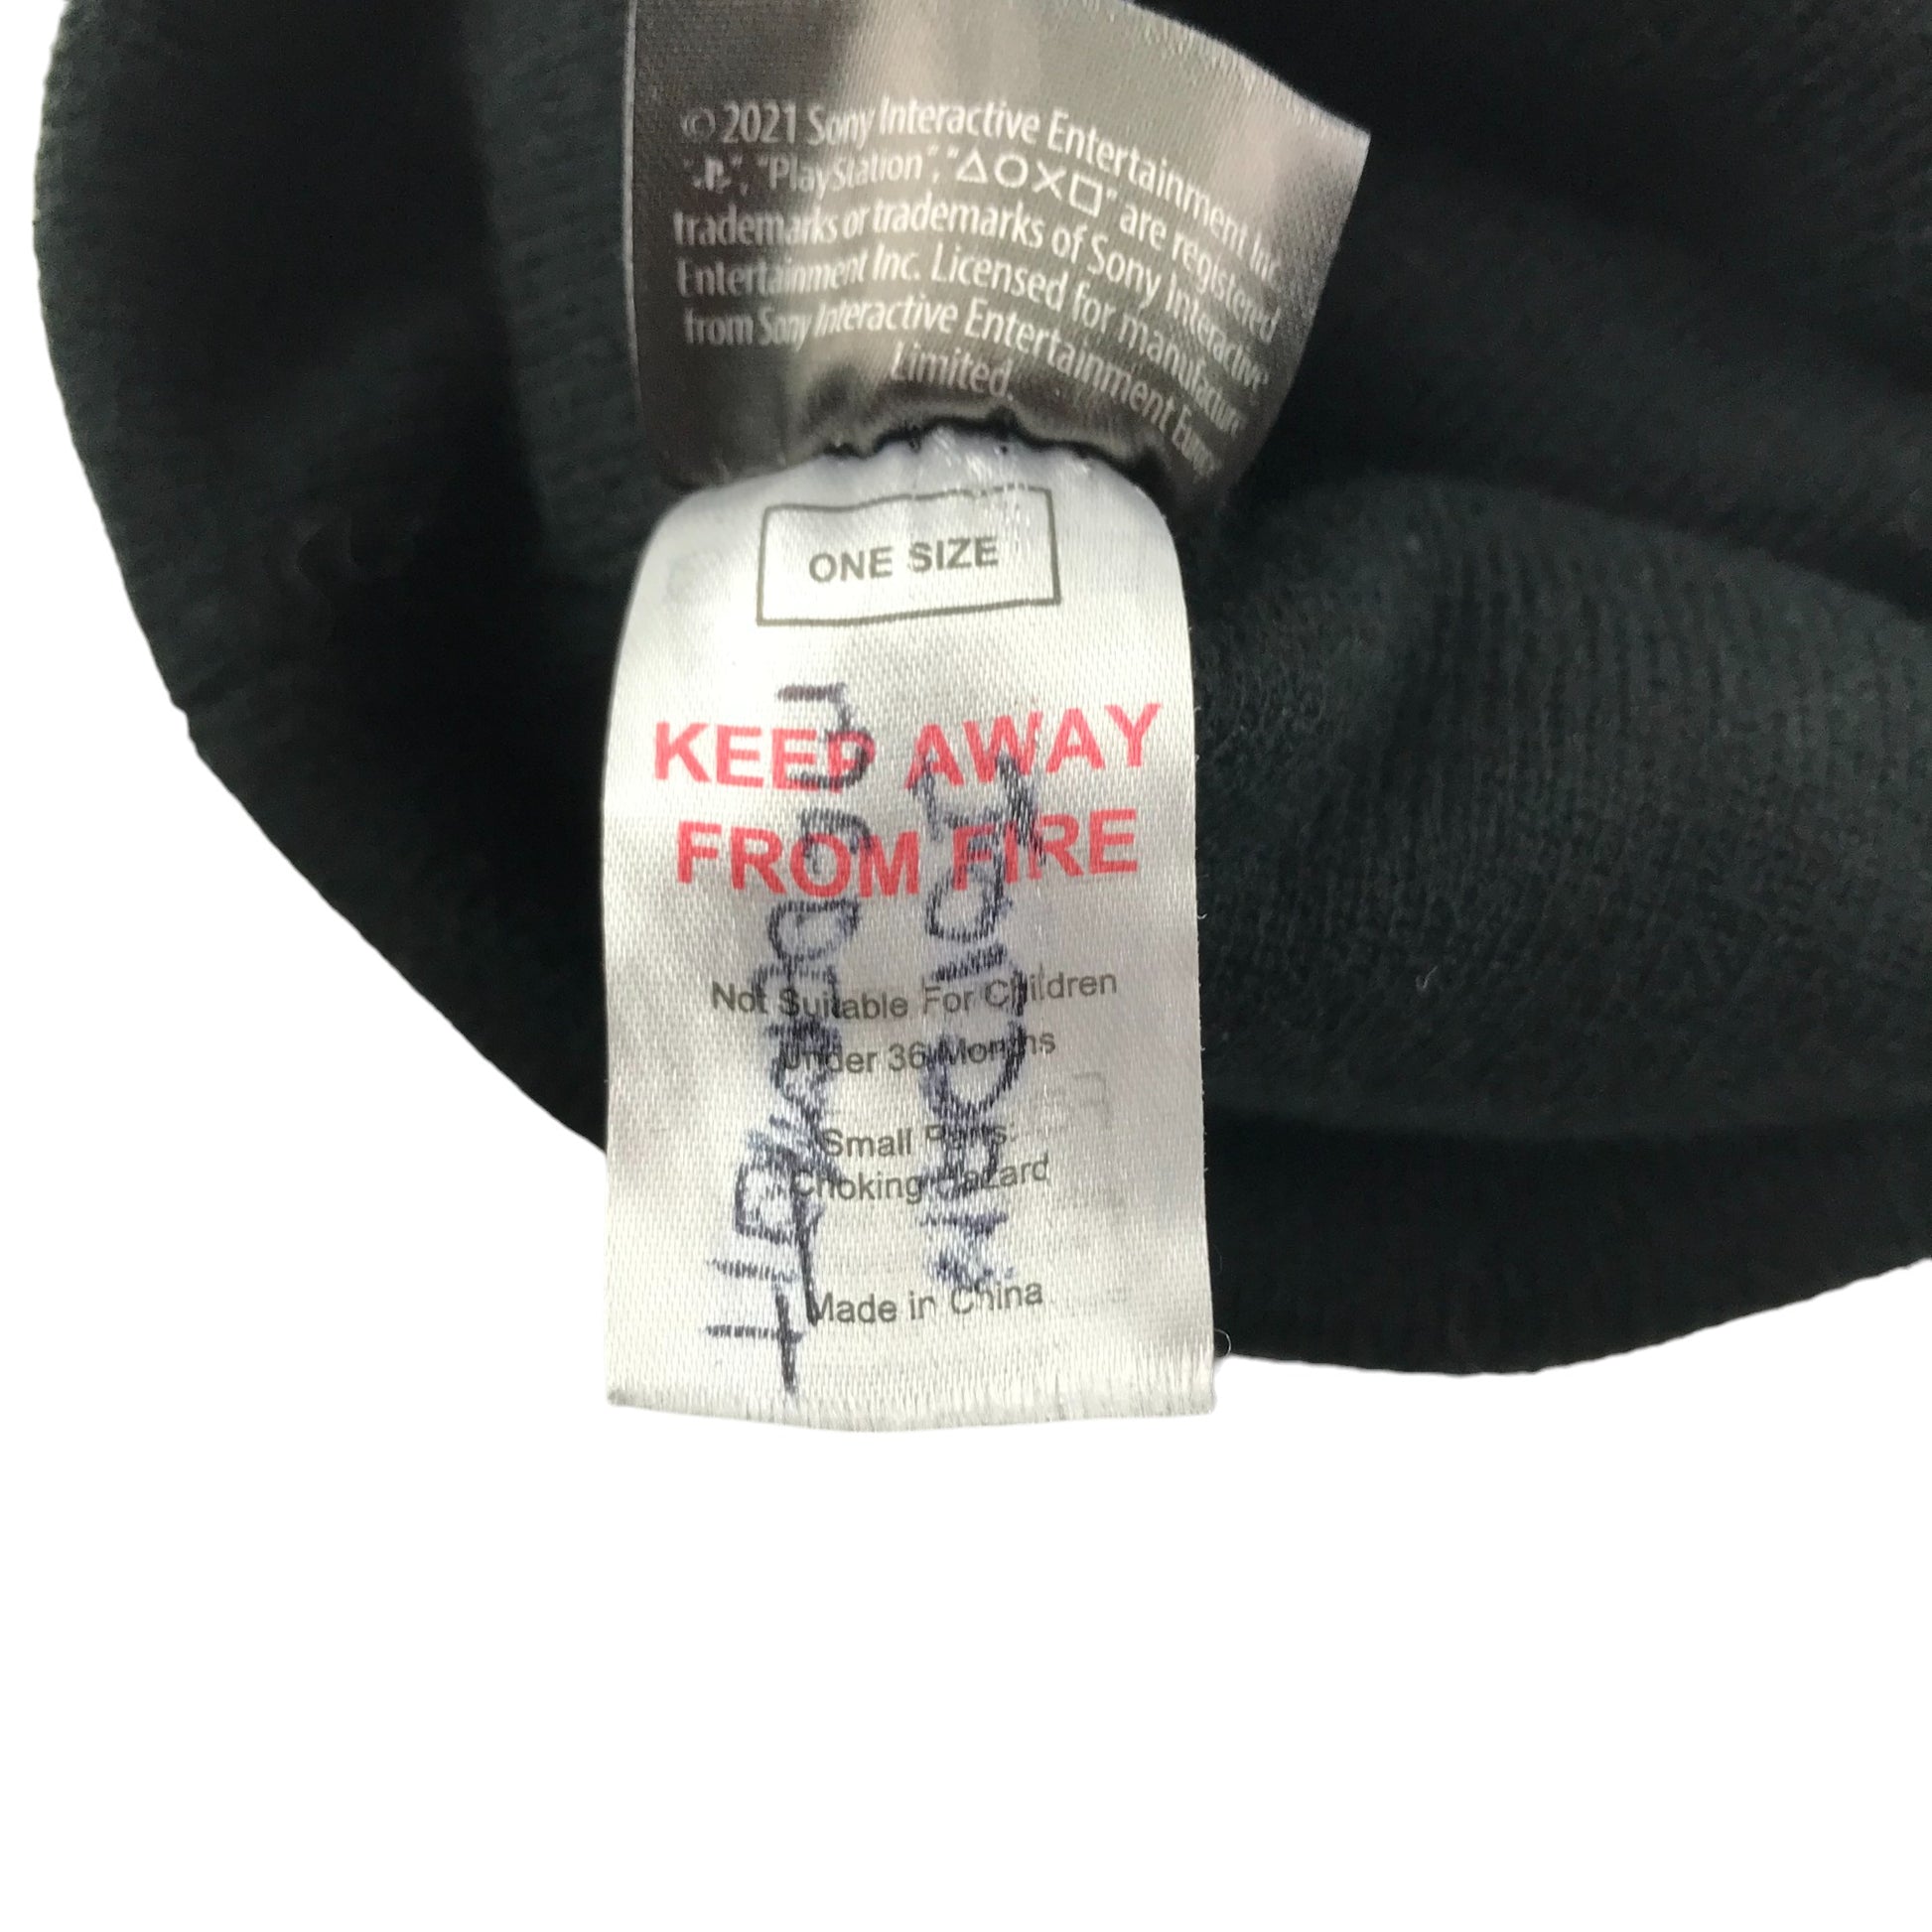 ©2021 Sony Interactive Entertainment Inc.
"PlayStation", "△○X□" are registered
trademarks or trademarks of Sony Interactive
Entertainment Inc. Licensed for manufacture
from Sony Interactive Entertainment Europe
Limited.
ONE SIZE
KEEP AWAY
FROM FIRE
Not Suitable For Children
Under 36 Months
Small Parts.
Choking Hazard
Made in China